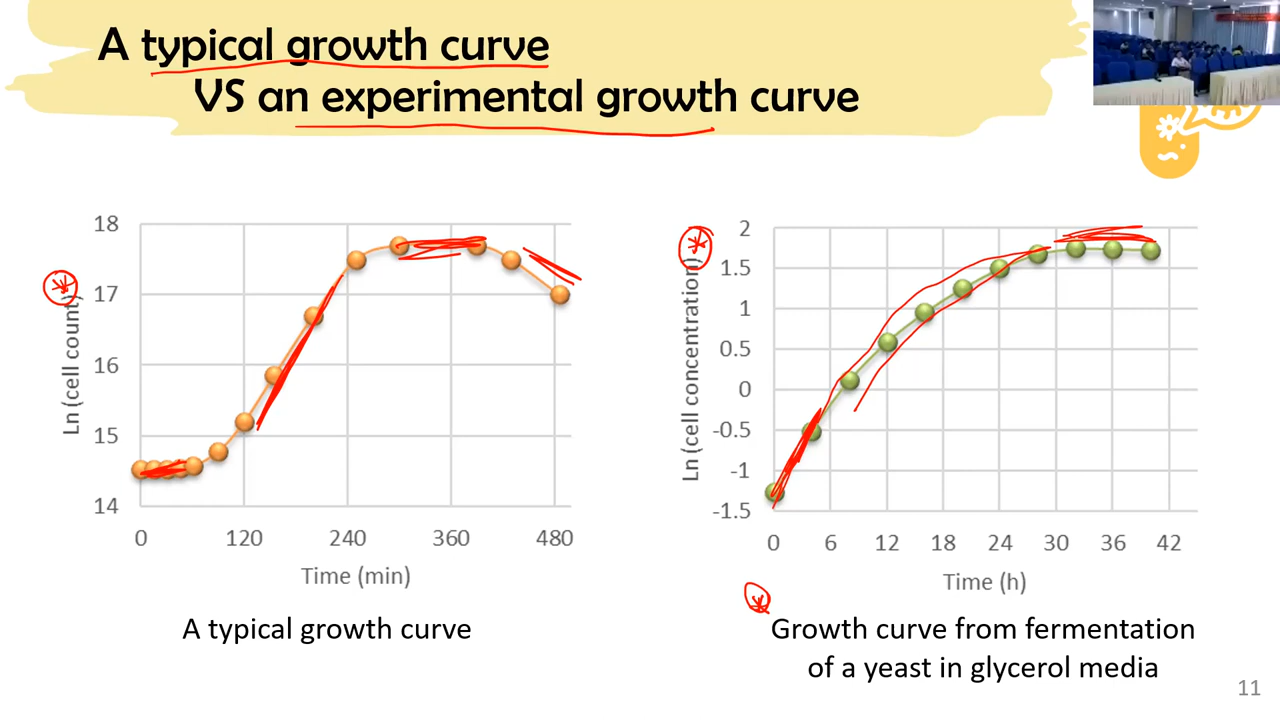 A typical growth curve
VS an experimental growth curve
18
17
16
15
14
Ln (cell count)
0 120 240 360 480
Time (min)
A typical growth curve
2
1.5
1
0.5
0
-0.5
-1
-1.5
Ln (cell concentration)
0 6 12 18 24 30 36 42
Time (h)
Growth curve from fermentation
of a yeast in glycerol media
11